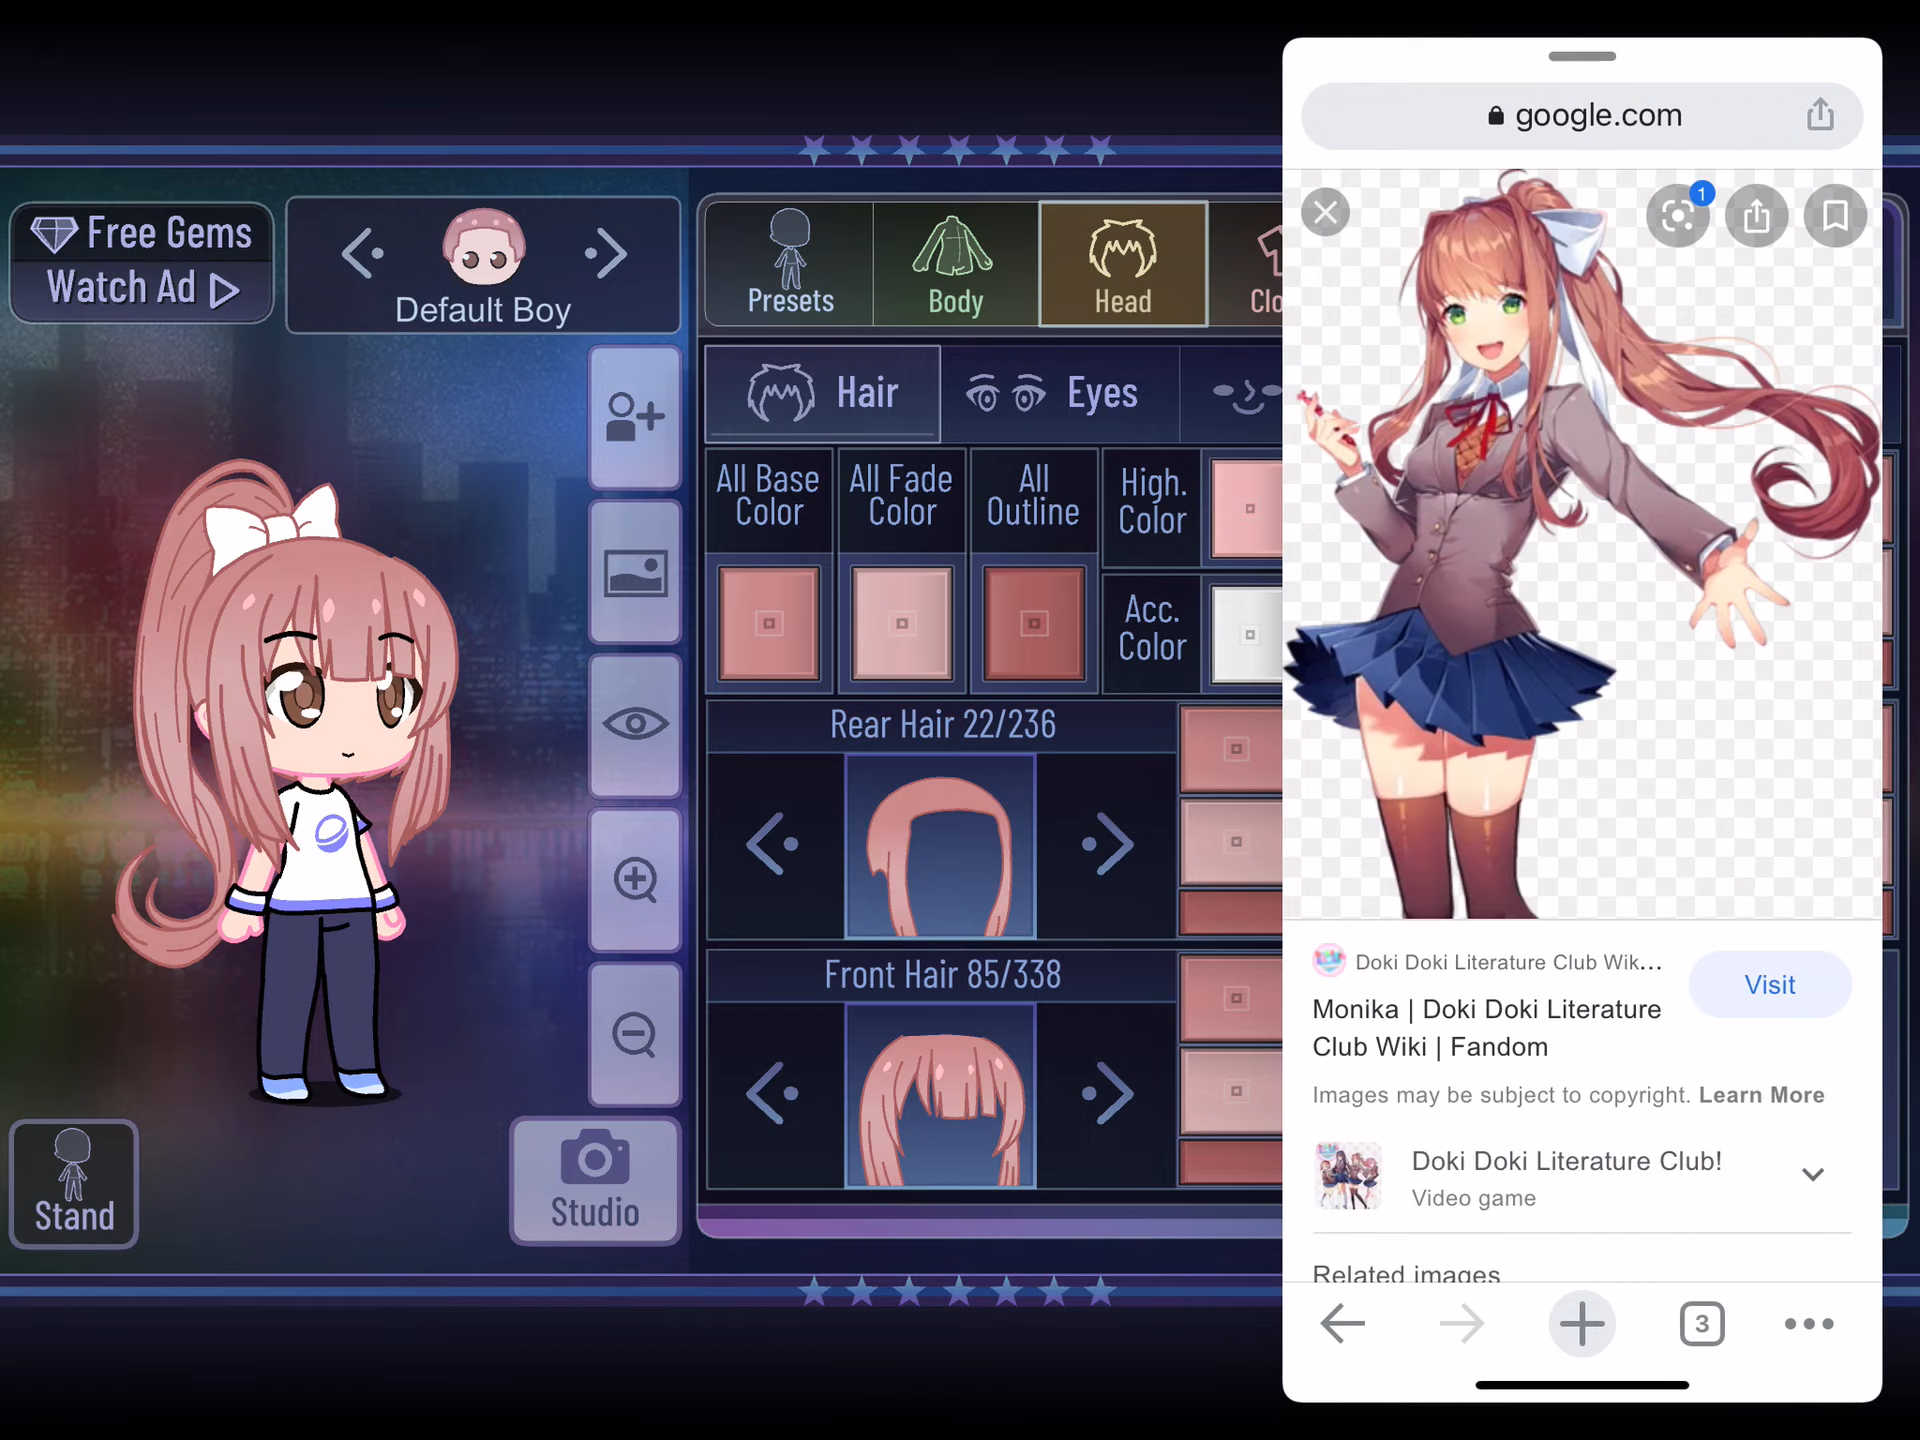 Free Gems
Watch Ad
Default Boy
Presets
Body
Head
Clo
Hair
Eyes
All Base
Color
All Fade
Color
All
Outline
High.
Color
Acc.
Color
Rear Hair 22/236
Front Hair 85/338
Stand
Studio
google.com
1
Doki Doki Literature Club Wik...
Visit
Monika | Doki Doki Literature
Club Wiki | Fandom
Images may be subject to copyright. Learn More
Doki Doki Literature Club!
Video game
Related images
3